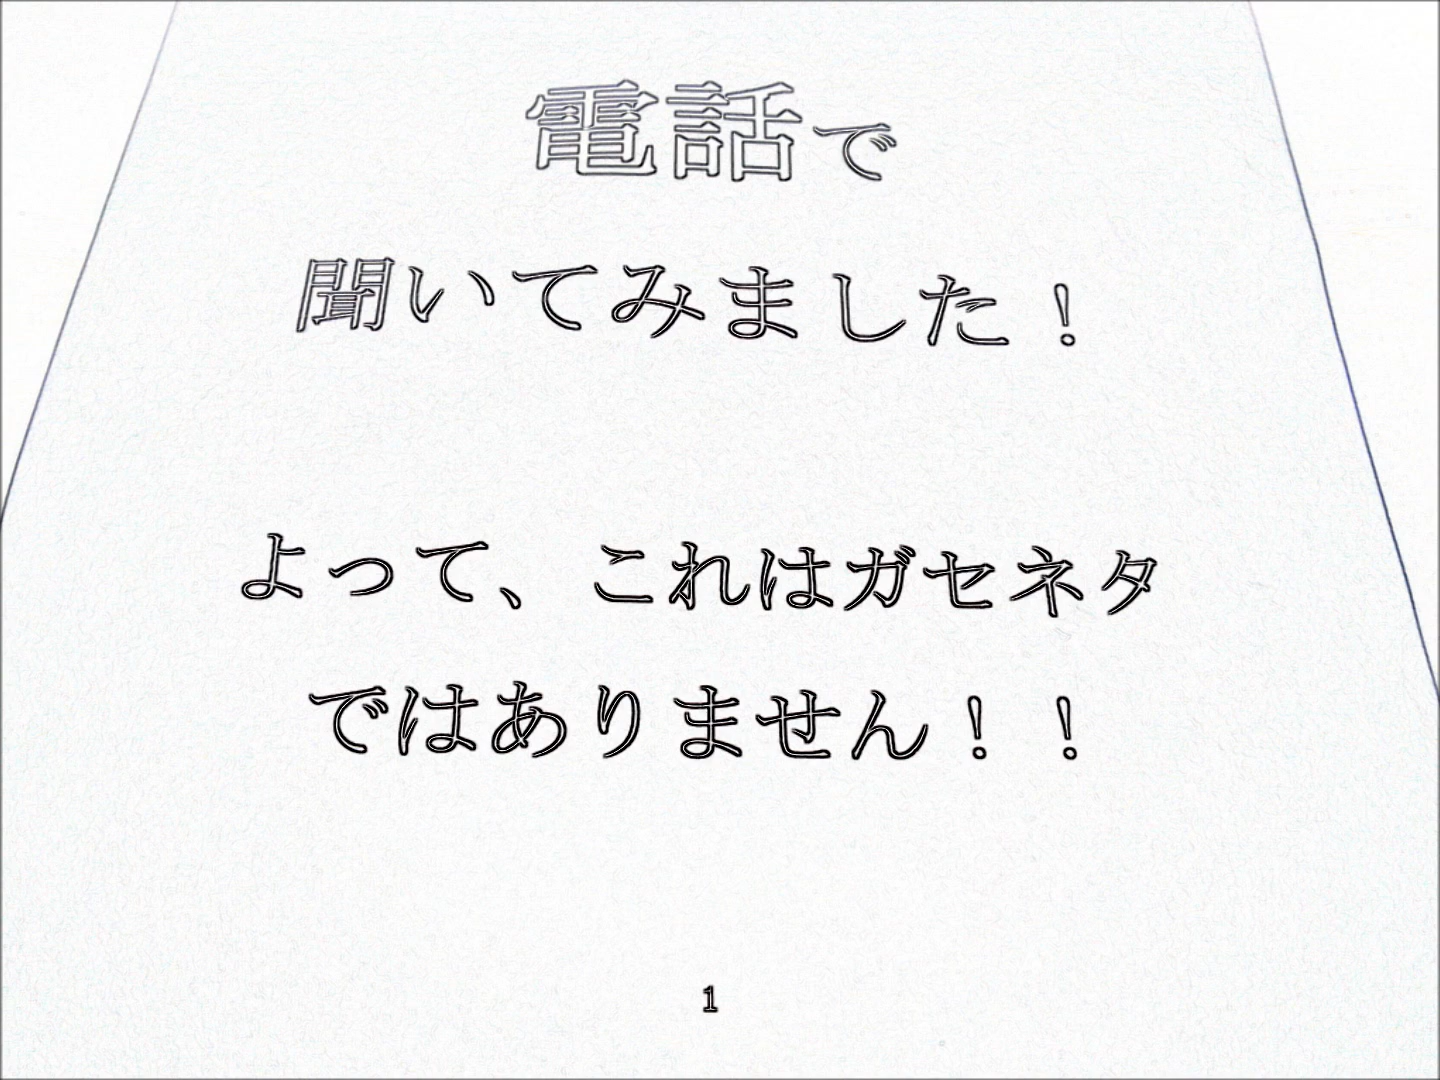 電話で
聞いてみました！
よって、これはガセネタ
ではありません！！
1